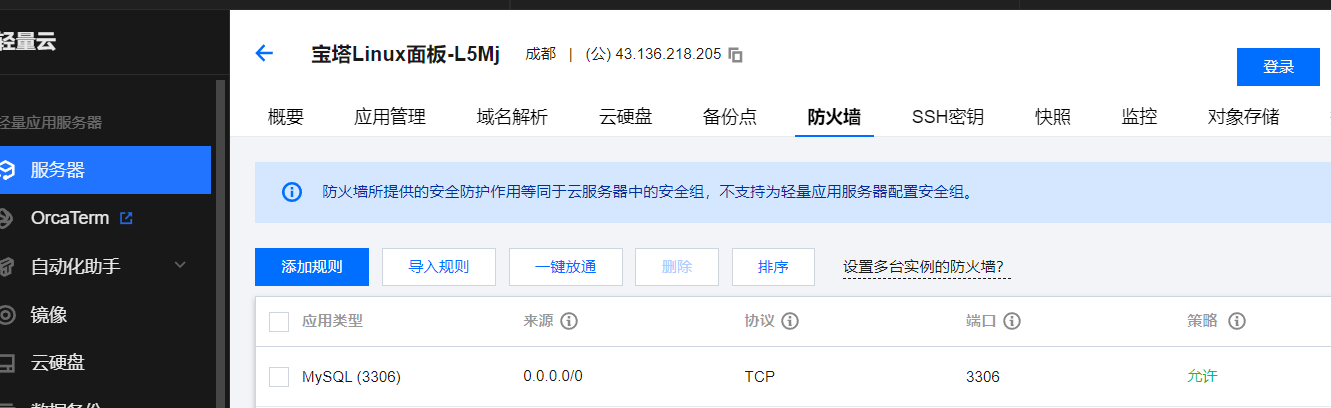 轻量云
宝塔Linux面板-L5Mj 成都 | (公) 43.136.218.205
登录
概要 应用管理 域名解析 云硬盘 备份点 防火墙 SSH密钥 快照 监控 对象存储
轻量应用服务器
服务器
OrcaTerm
自动化助手
镜像
云硬盘
数据备份
防火墙所提供的安全防护作用等同于云服务器中的安全组，不支持为轻量应用服务器配置安全组。
添加规则 导入规则 一键放通 删除 排序 设置多台实例的防火墙?
应用类型 来源 协议 端口 策略
MySQL (3306) 0.0.0.0/0 TCP 3306 允许